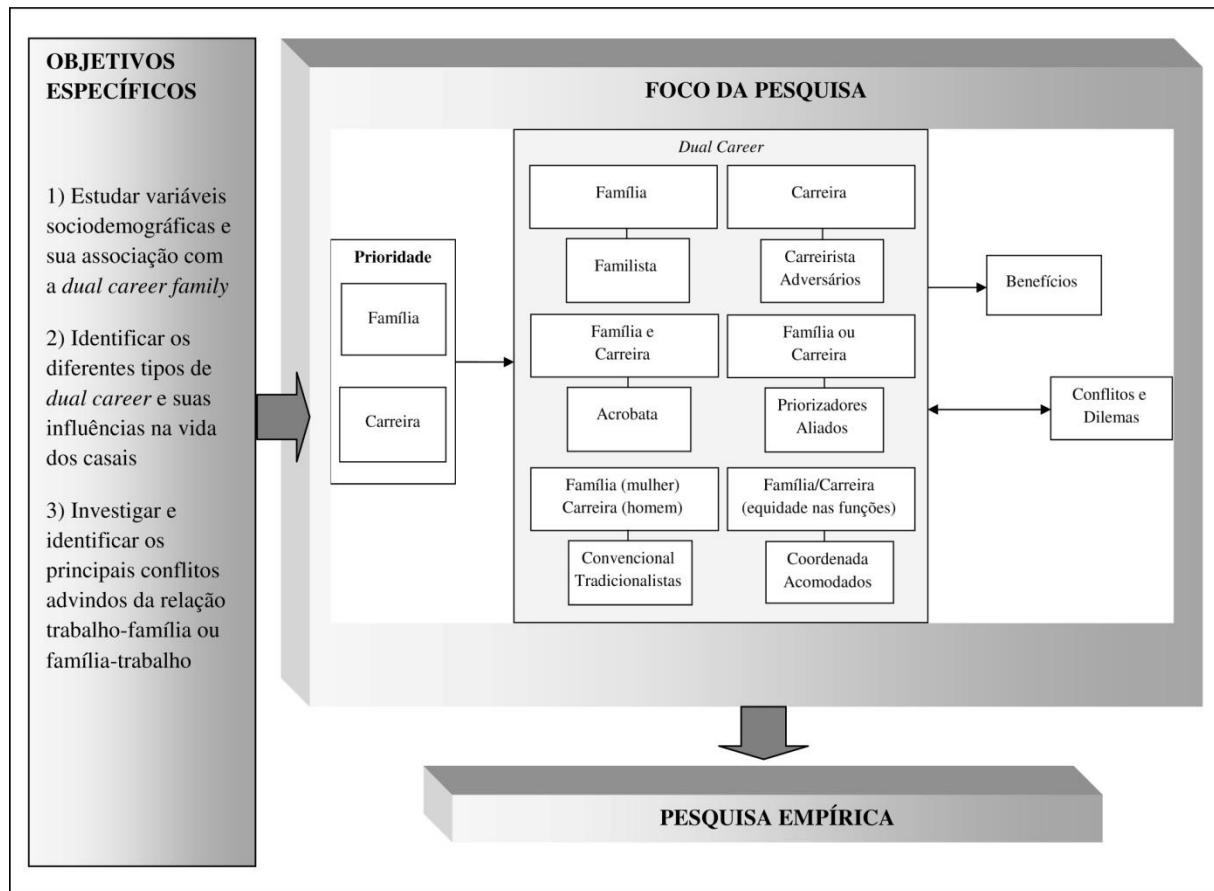 OBJETIVOS
ESPECÍFICOS
1) Estudar variáveis
sociodemográficas e
sua associação com
a dual career family
2) Identificar os
diferentes tipos de
dual career e suas
influências na vida
dos casais
3) Investigar e
identificar os
principais conflitos
advindos da relação
trabalho-família ou
família-trabalho
FOCO DA PESQUISA
Prioridade
Família
Carreira
Dual Career
Família
Familista
Carreira
Carreirista
Adversários
Família e
Carreira
Acrobata
Família ou
Carreira
Priorizadores
Aliados
Família (mulher)
Carreira (homem)
Convencional
Tradicionalistas
Família/Carreira
(equidade nas funções)
Coordenada
Acomodados
Benefícios
Conflitos e
Dilemas
PESQUISA EMPÍRICA